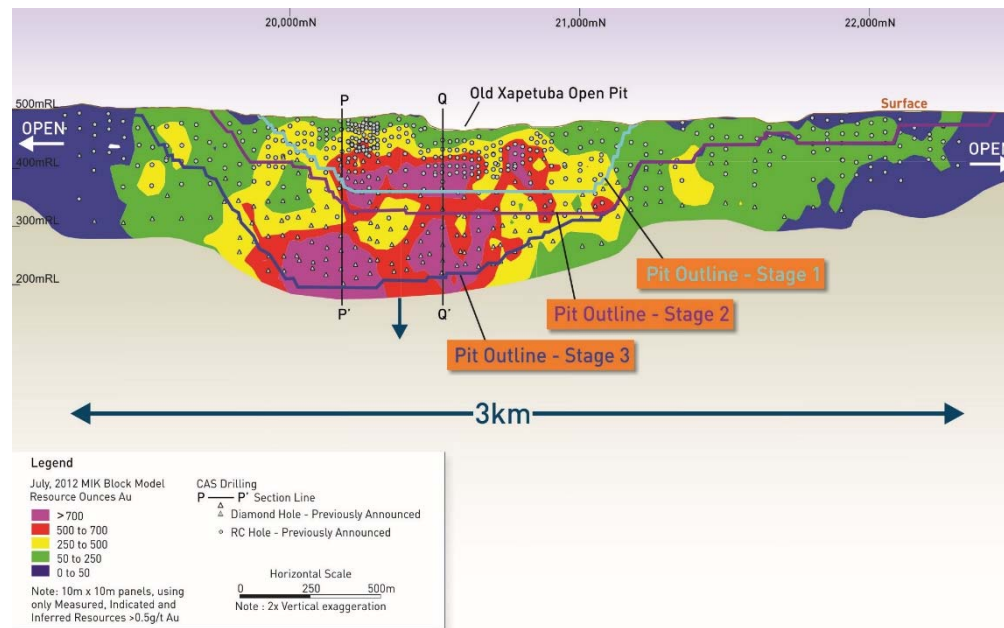 20,000mN 21,000mN 22,000mN
P Q Old Xapetuba Open Pit
500mRL Surface
OPEN OPEN
400mRL
300mRL
200mRL
Pit Outline - Stage 1
P' Q' Pit Outline - Stage 2
Pit Outline - Stage 3
3km
Legend
July, 2012 MIK Block Model
Resource Ounces Au
>700
500 to 700
250 to 500
50 to 250
0 to 50
Note: 10m x 10m panels, using
only Measured, Indicated and
Inferred Resources >0.5g/t Au
CAS Drilling
P P' Section Line
Diamond Hole - Previously Announced
RC Hole - Previously Announced
Horizontal Scale
0 250 500m
Note : 2x Vertical exaggeration